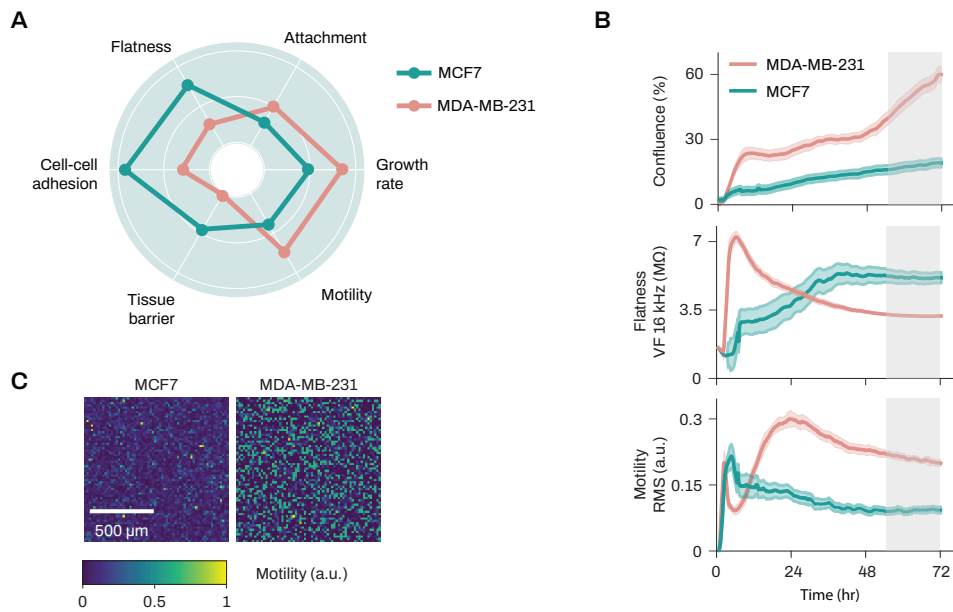 A
Flatness
Attachment
MCF7
MDA-MB-231
Cell-cell
adhesion
Growth
rate
Tissue
barrier
Motility
B
60
30
0
Confluence (%)
MDA-MB-231
MCF7
7
3.5
0
Flatness
VF 16 kHz (MΩ)
0.3
0.15
0
Motility
RMS (a.u.)
0
24
48
72
Time (hr)
C
MCF7
MDA-MB-231
500 µm
0
0.5
1
Motility (a.u.)